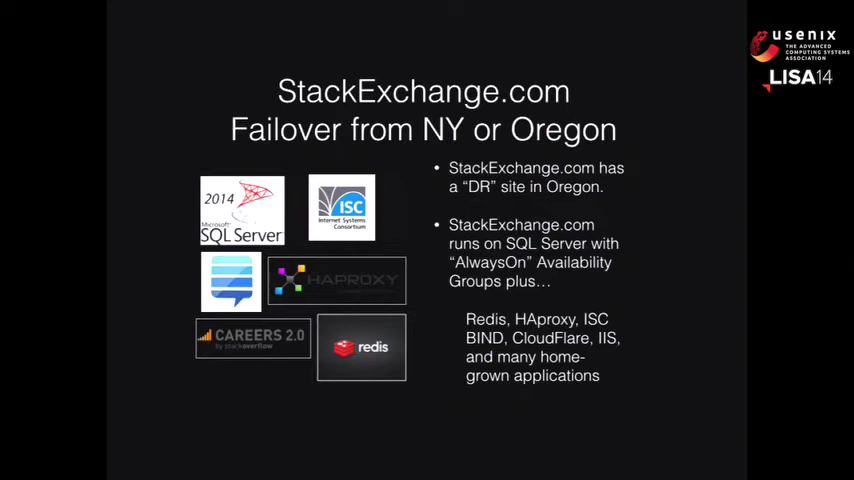 usenix
THE ADVANCED
COMPUTING SYSTEMS
ASSOCIATION
LISA14
StackExchange.com
Failover from NY or Oregon
2014
Microsoft
SQL Server
ISC
Internet Systems
Consortium
HAPROXY
CAREERS 2.0
by stackoverflow
redis
• StackExchange.com has
a “DR” site in Oregon.
• StackExchange.com
runs on SQL Server with
“AlwaysOn” Availability
Groups plus…
Redis, HAproxy, ISC
BIND, CloudFlare, IIS,
and many home-
grown applications